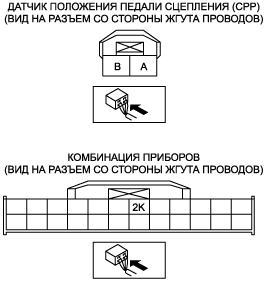 ДАТЧИК ПОЛОЖЕНИЯ ПЕДАЛИ СЦЕПЛЕНИЯ (CPP)
(ВИД НА РАЗЪЕМ СО СТОРОНЫ ЖГУТА ПРОВОДОВ)
B A
КОМБИНАЦИЯ ПРИБОРОВ
(ВИД НА РАЗЪЕМ СО СТОРОНЫ ЖГУТА ПРОВОДОВ)
2K